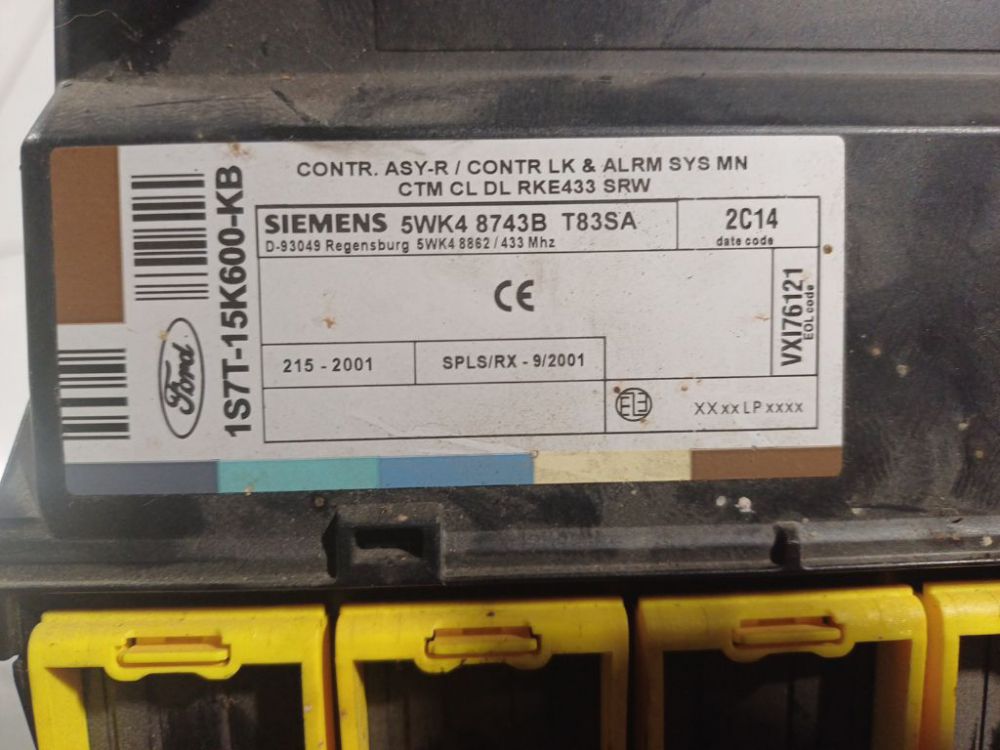 CONTR. ASY-R / CONTR LK & ALRM SYS MN
CTM CL DL RKE433 SRW
1S7T-15K600-KB
Ford
SIEMENS 5WK4 8743B T83SA
D-93049 Regensburg 5WK4 8862 / 433 Mhz
2C14
date code
CE
VXI76121
EOL code
215 - 2001
SPLS/RX - 9/2001
XX xx LP xxxx